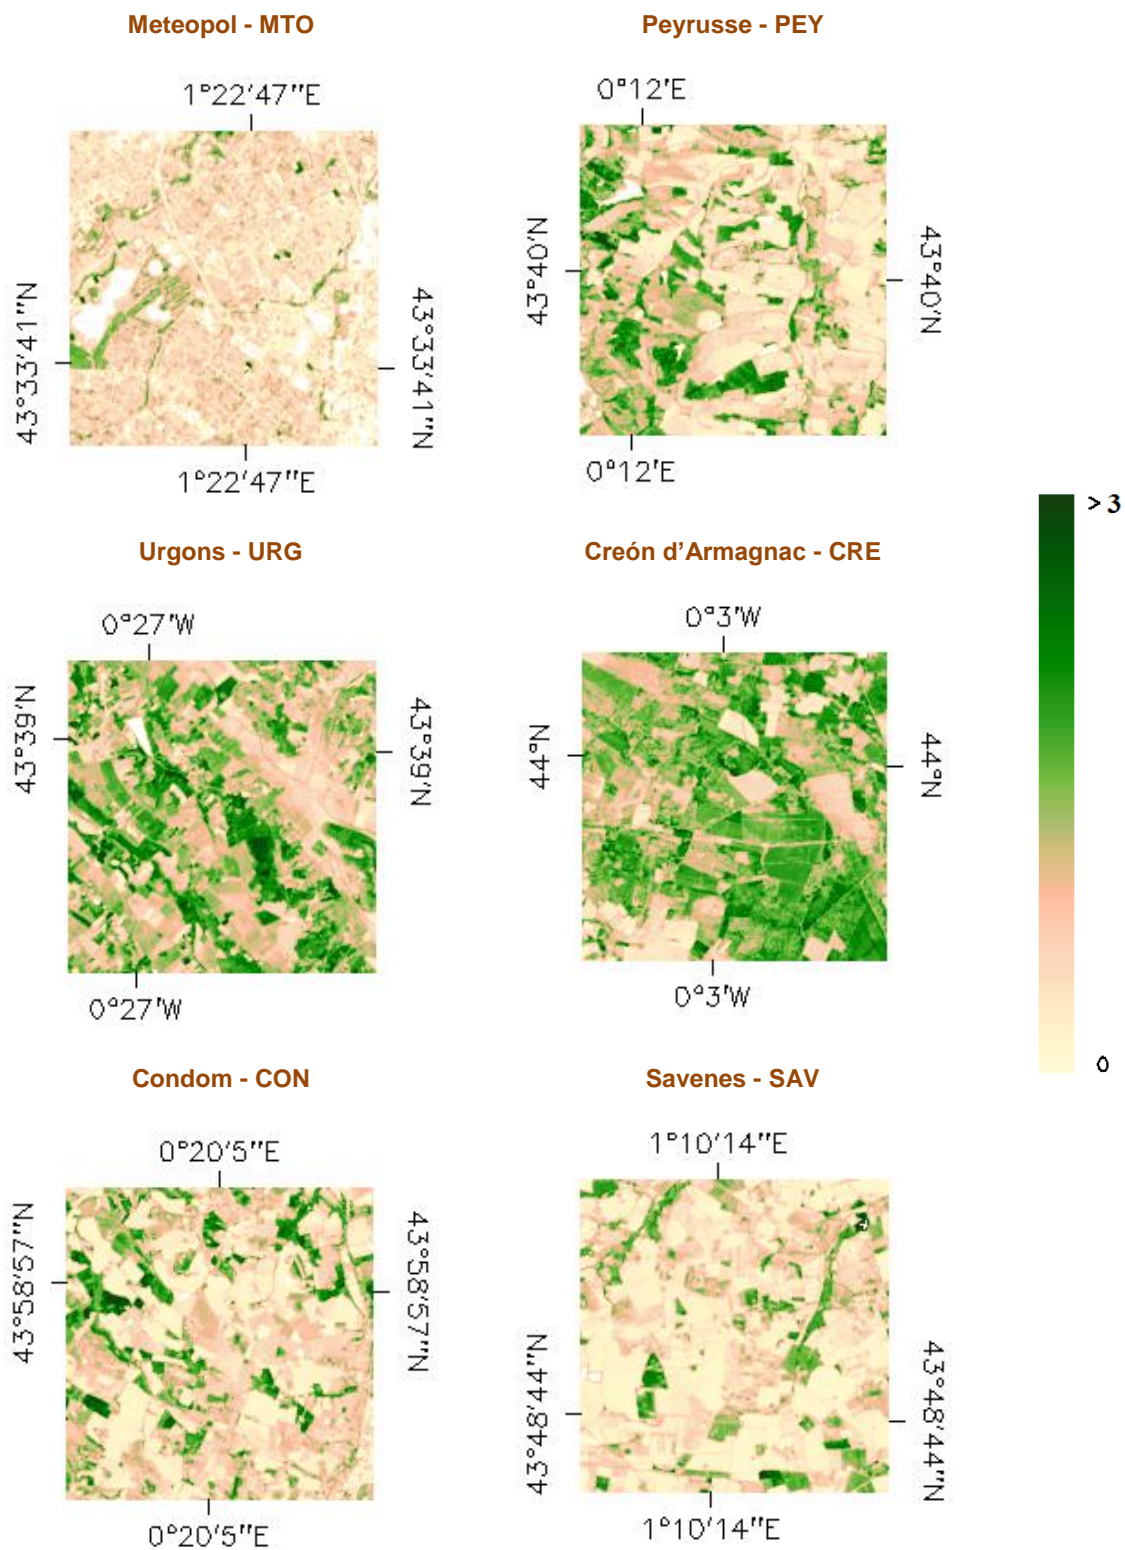 Meteopol - MTO
Peyrusse - PEY
1°22'47"E
0°12'E
43°33'41"N
43°33'41"N
43°40'N
43°40'N
1°22'47"E
0°12'E
> 3
Urgons - URG
Creón d’Armagnac - CRE
0°27'W
0°3'W
43°39'N
43°39'N
44°N
44°N
0°27'W
0°3'W
0
Condom - CON
Savenes - SAV
0°20'5"E
1°10'14"E
43°58'57"N
43°58'57"N
43°48'44"N
43°48'44"N
0°20'5"E
1°10'14"E